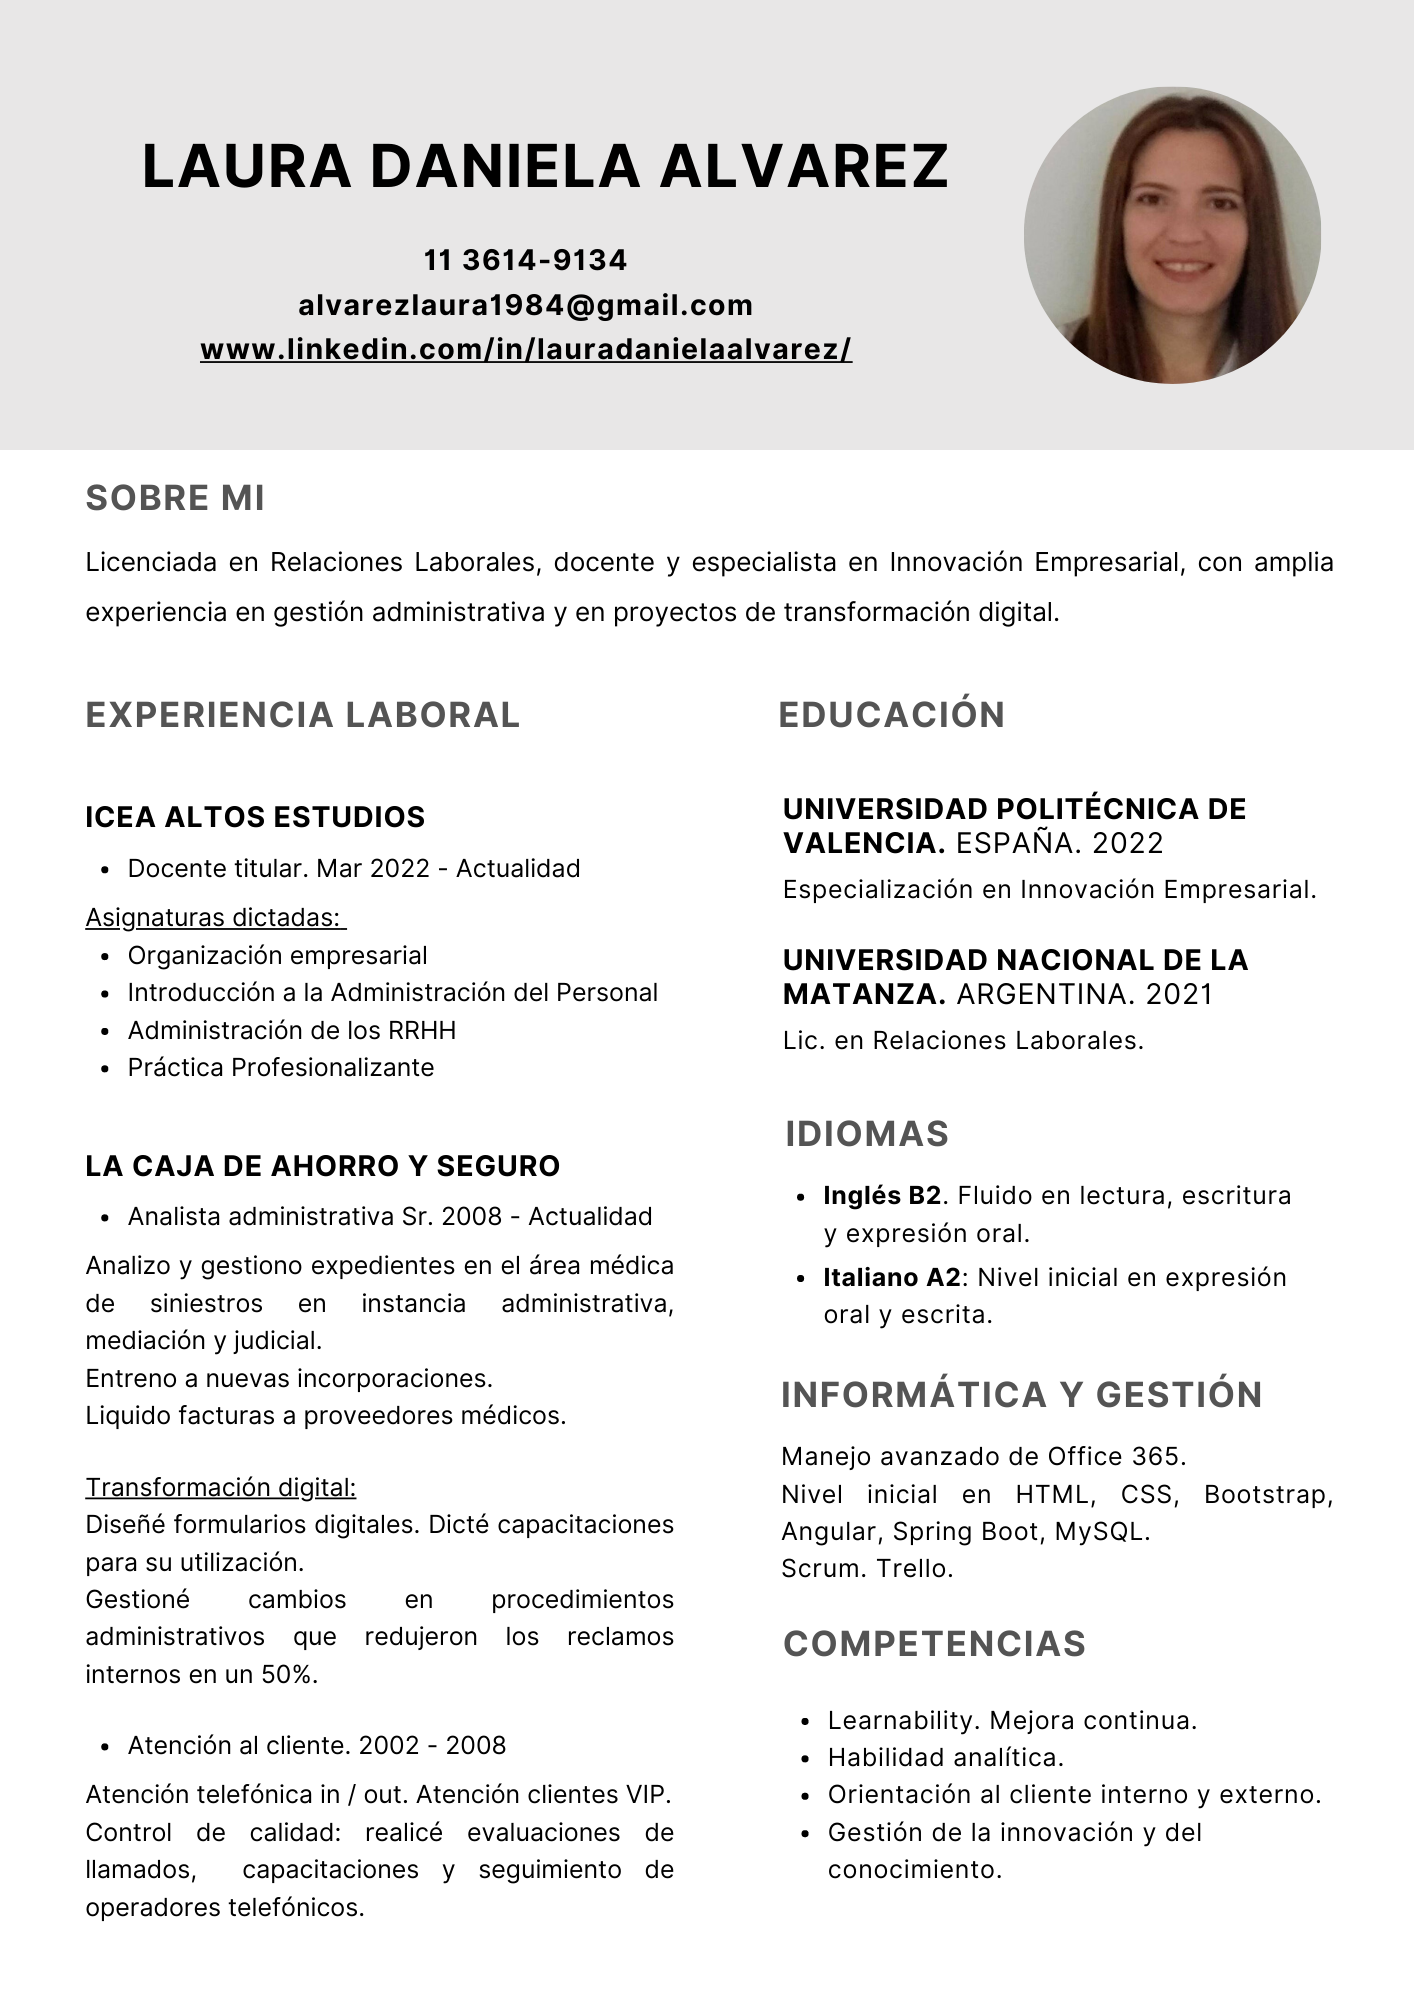 LAURA DANIELA ALVAREZ
11 3614-9134
alvarezlaura1984@gmail.com
www.linkedin.com/in/lauradanielaalvarez/
SOBRE MI
Licenciada en Relaciones Laborales, docente y especialista en Innovación Empresarial, con amplia
experiencia en gestión administrativa y en proyectos de transformación digital.
EXPERIENCIA LABORAL
ICEA ALTOS ESTUDIOS
• Docente titular. Mar 2022 - Actualidad
Asignaturas dictadas:
• Organización empresarial
• Introducción a la Administración del Personal
• Administración de los RRHH
• Práctica Profesionalizante
LA CAJA DE AHORRO Y SEGURO
• Analista administrativa Sr. 2008 - Actualidad
Analizo y gestiono expedientes en el área médica
de siniestros en instancia administrativa,
mediación y judicial.
Entreno a nuevas incorporaciones.
Liquido facturas a proveedores médicos.
Transformación digital:
Diseñé formularios digitales. Dicté capacitaciones
para su utilización.
Gestioné cambios en procedimientos
administrativos que redujeron los reclamos
internos en un 50%.
• Atención al cliente. 2002 - 2008
Atención telefónica in / out. Atención clientes VIP.
Control de calidad: realicé evaluaciones de
llamados, capacitaciones y seguimiento de
operadores telefónicos.
EDUCACIÓN
UNIVERSIDAD POLITÉCNICA DE
VALENCIA. ESPAÑA. 2022
Especialización en Innovación Empresarial.
UNIVERSIDAD NACIONAL DE LA
MATANZA. ARGENTINA. 2021
Lic. en Relaciones Laborales.
IDIOMAS
• Inglés B2. Fluido en lectura, escritura
y expresión oral.
• Italiano A2: Nivel inicial en expresión
oral y escrita.
INFORMÁTICA Y GESTIÓN
Manejo avanzado de Office 365.
Nivel inicial en HTML, CSS, Bootstrap,
Angular, Spring Boot, MySQL.
Scrum. Trello.
COMPETENCIAS
• Learnability. Mejora continua.
• Habilidad analítica.
• Orientación al cliente interno y externo.
• Gestión de la innovación y del
conocimiento.